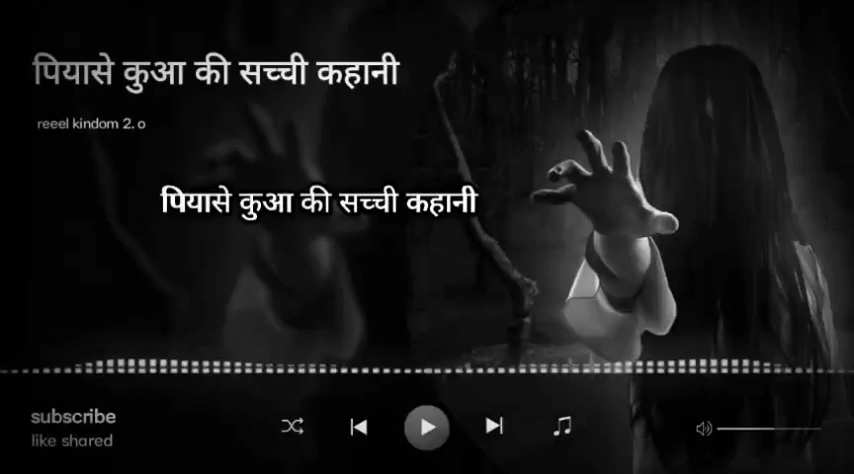 पियासे कुआ की सच्ची कहानी
reeel kindom 2. o
पियासे कुआ की सच्ची कहानी
subscribe
like shared